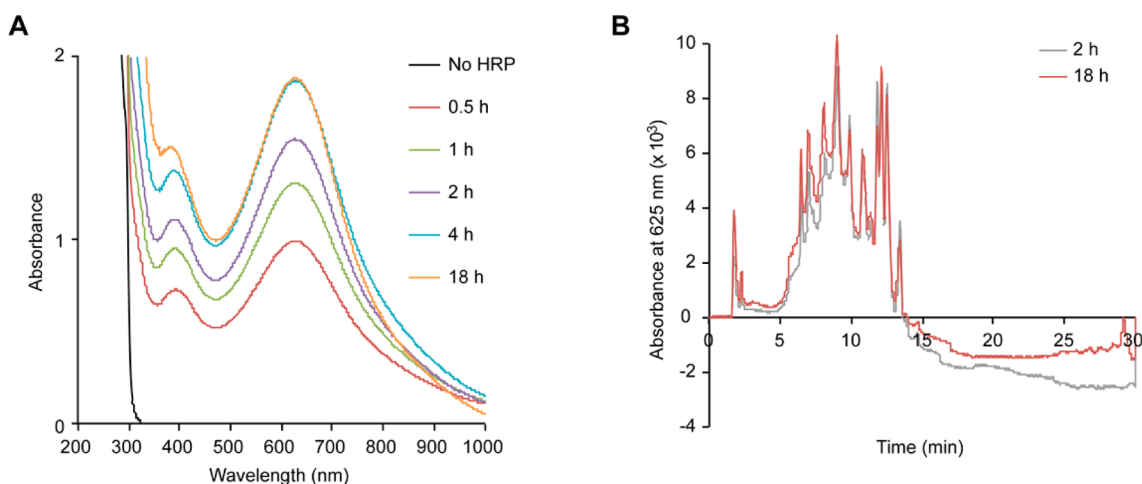 A
2
1
0
Absorbance
200 300 400 500 600 700 800 900 1000
Wavelength (nm)
No HRP
0.5 h
1 h
2 h
4 h
18 h
B
10
8
6
4
2
0
-2
-4
Absorbance at 625 nm (x 10³)
0 5 10 15 20 25 30
Time (min)
2 h
18 h